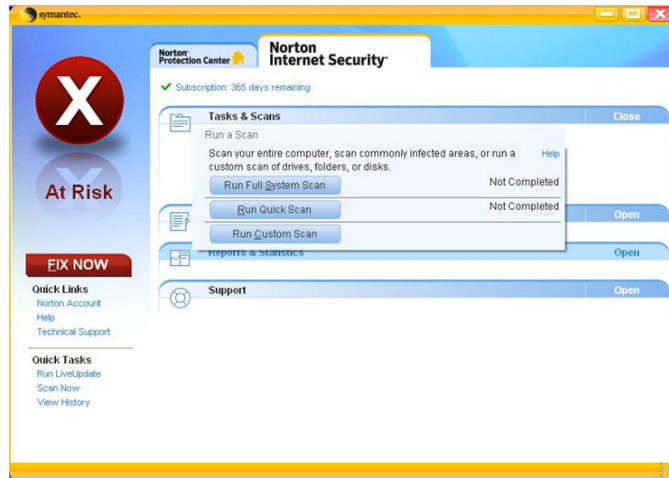 symantec.
Norton
Protection Center
Norton
Internet Security
Subscription: 365 days remaining.
Tasks & Scans
Close
Run a Scan
Scan your entire computer, scan commonly infected areas, or run a
custom scan of drives, folders, or disks.
Help
Run Full System Scan
Not Completed
Run Quick Scan
Not Completed
Run Custom Scan
Open
Reports & Statistics
Open
Support
Open
X
At Risk
FIX NOW
Quick Links
Norton Account
Help
Technical Support
Quick Tasks
Run LiveUpdate
Scan Now
View History